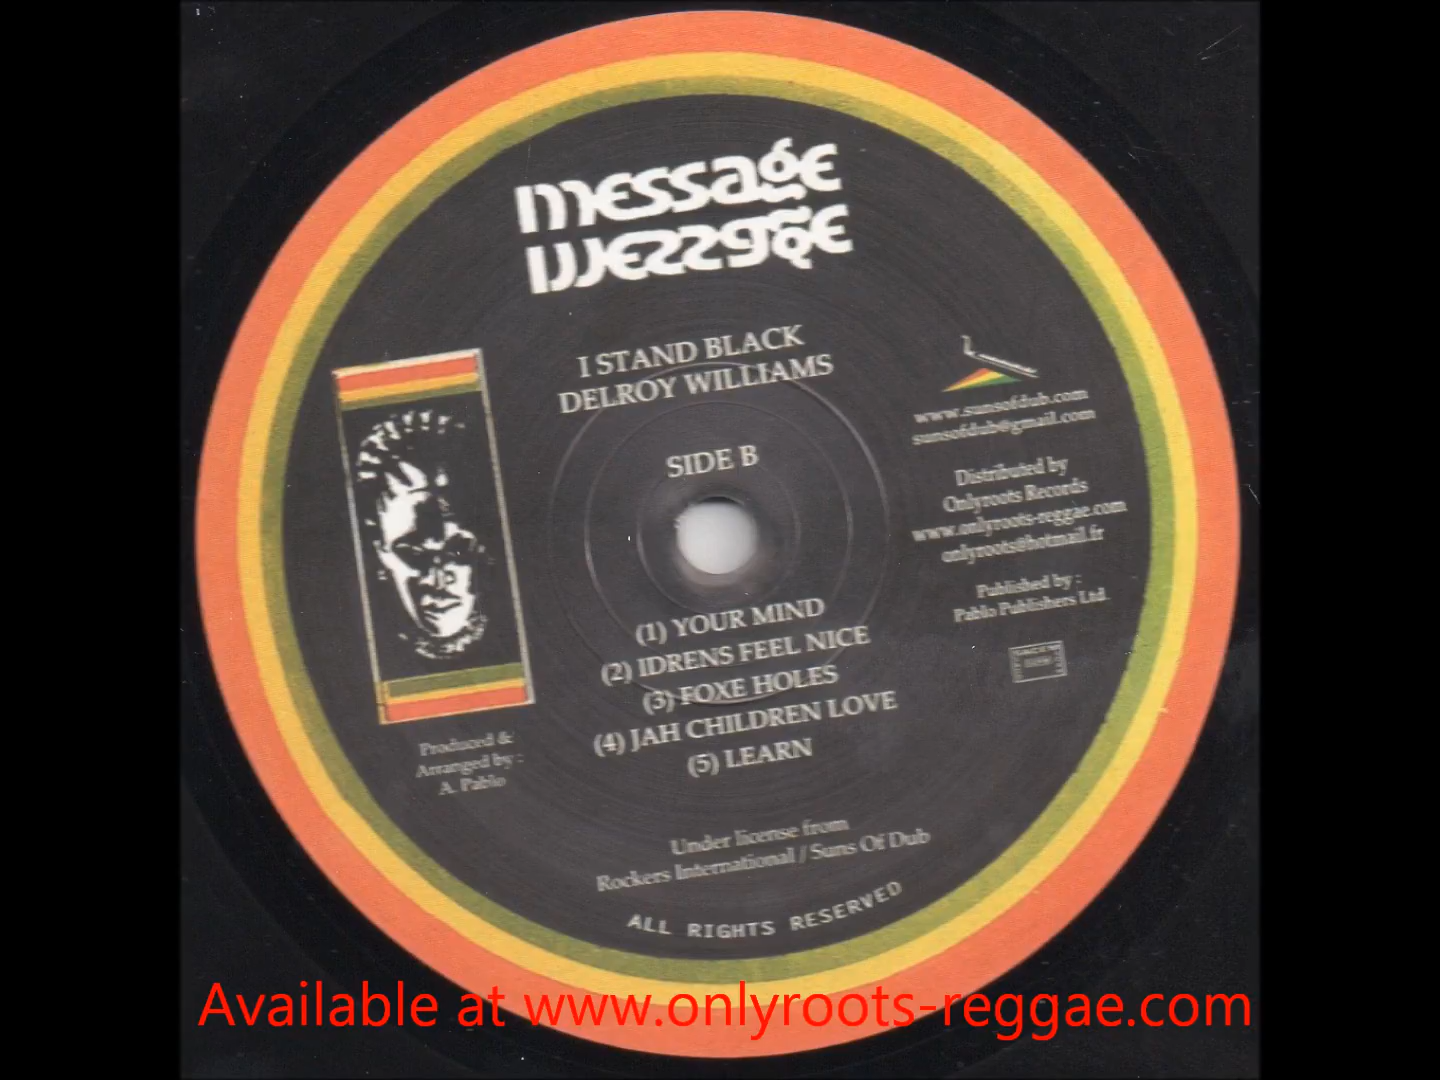 message
I STAND BLACK
DELROY WILLIAMS
SIDE B
(1) YOUR MIND
(2) IDRENS FEEL NICE
(3) FOXE HOLES
(4) JAH CHILDREN LOVE
(5) LEARN
Produced &
Arranged by :
A. Pablo
www.sunsofdub.com
sunsofdub@gmail.com
Distributed by
Onlyroots Records
www.onlyroots-reggae.com
onlyroots@hotmail.fr
Published by :
Pablo Publishers Ltd.
SACEM
Under license from
Rockers International / Suns Of Dub
ALL RIGHTS RESERVED
Available at www.onlyroots-reggae.com